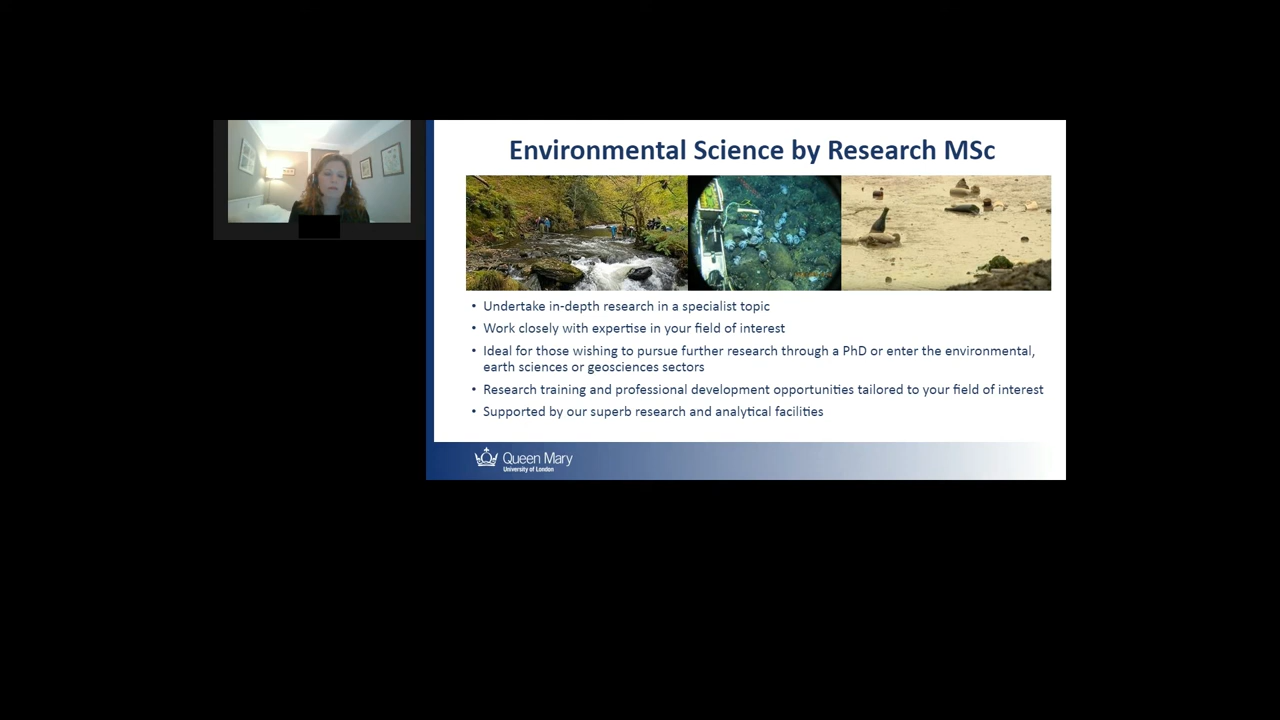 Environmental Science by Research MSc
• Undertake in-depth research in a specialist topic
• Work closely with expertise in your field of interest
• Ideal for those wishing to pursue further research through a PhD or enter the environmental,
earth sciences or geosciences sectors
• Research training and professional development opportunities tailored to your field of interest
• Supported by our superb research and analytical facilities
Queen Mary
University of London